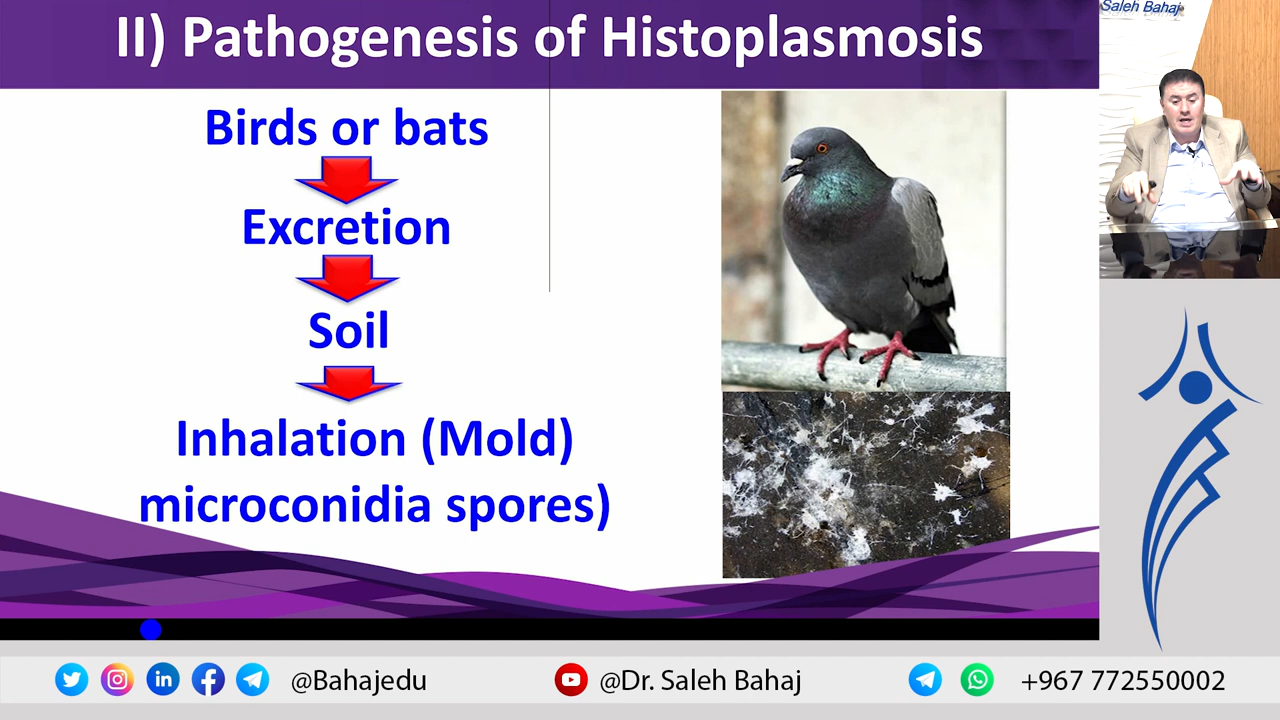 II) Pathogenesis of Histoplasmosis
Saleh Bahaj
Birds or bats
Excretion
Soil
Inhalation (Mold)
microconidia spores)
@Bahajedu
@Dr. Saleh Bahaj
+967 772550002